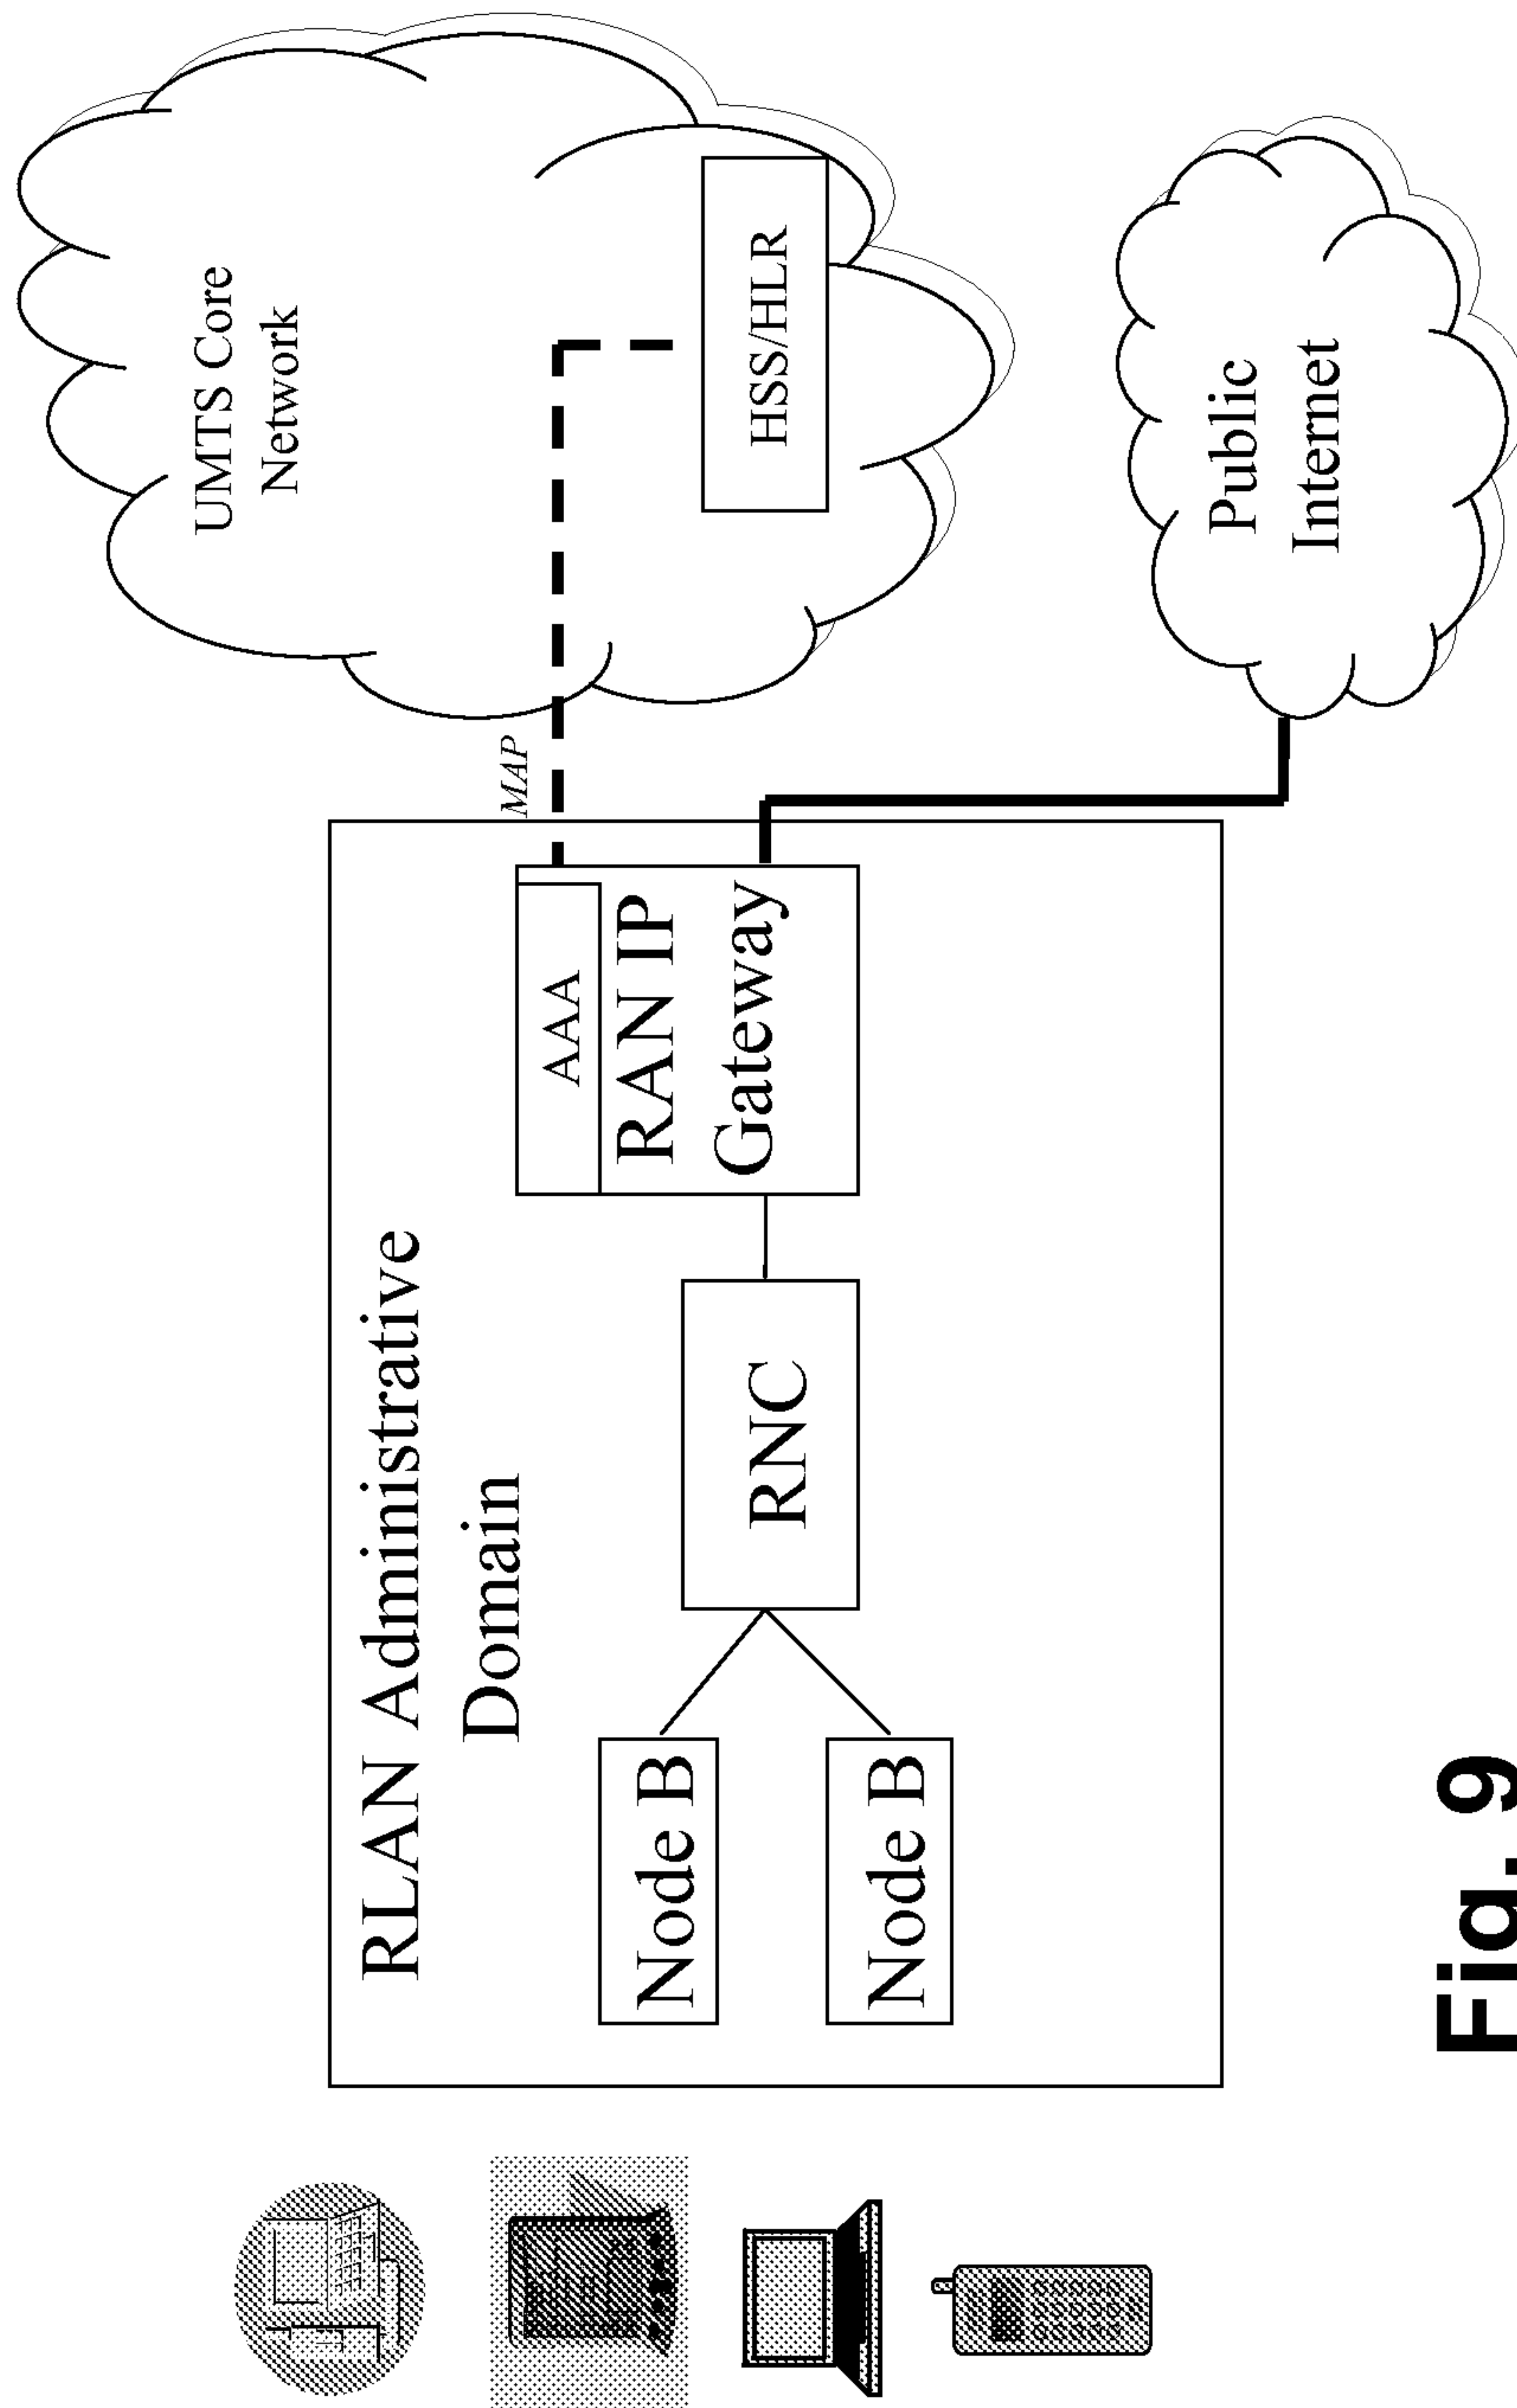 RLAN Administrative
Domain
Node B
Node B
RNC
AAA
RAN IP
Gateway
MAP
UMTS Core
Network
HSS/HLR
Public
Internet
Fig. 9